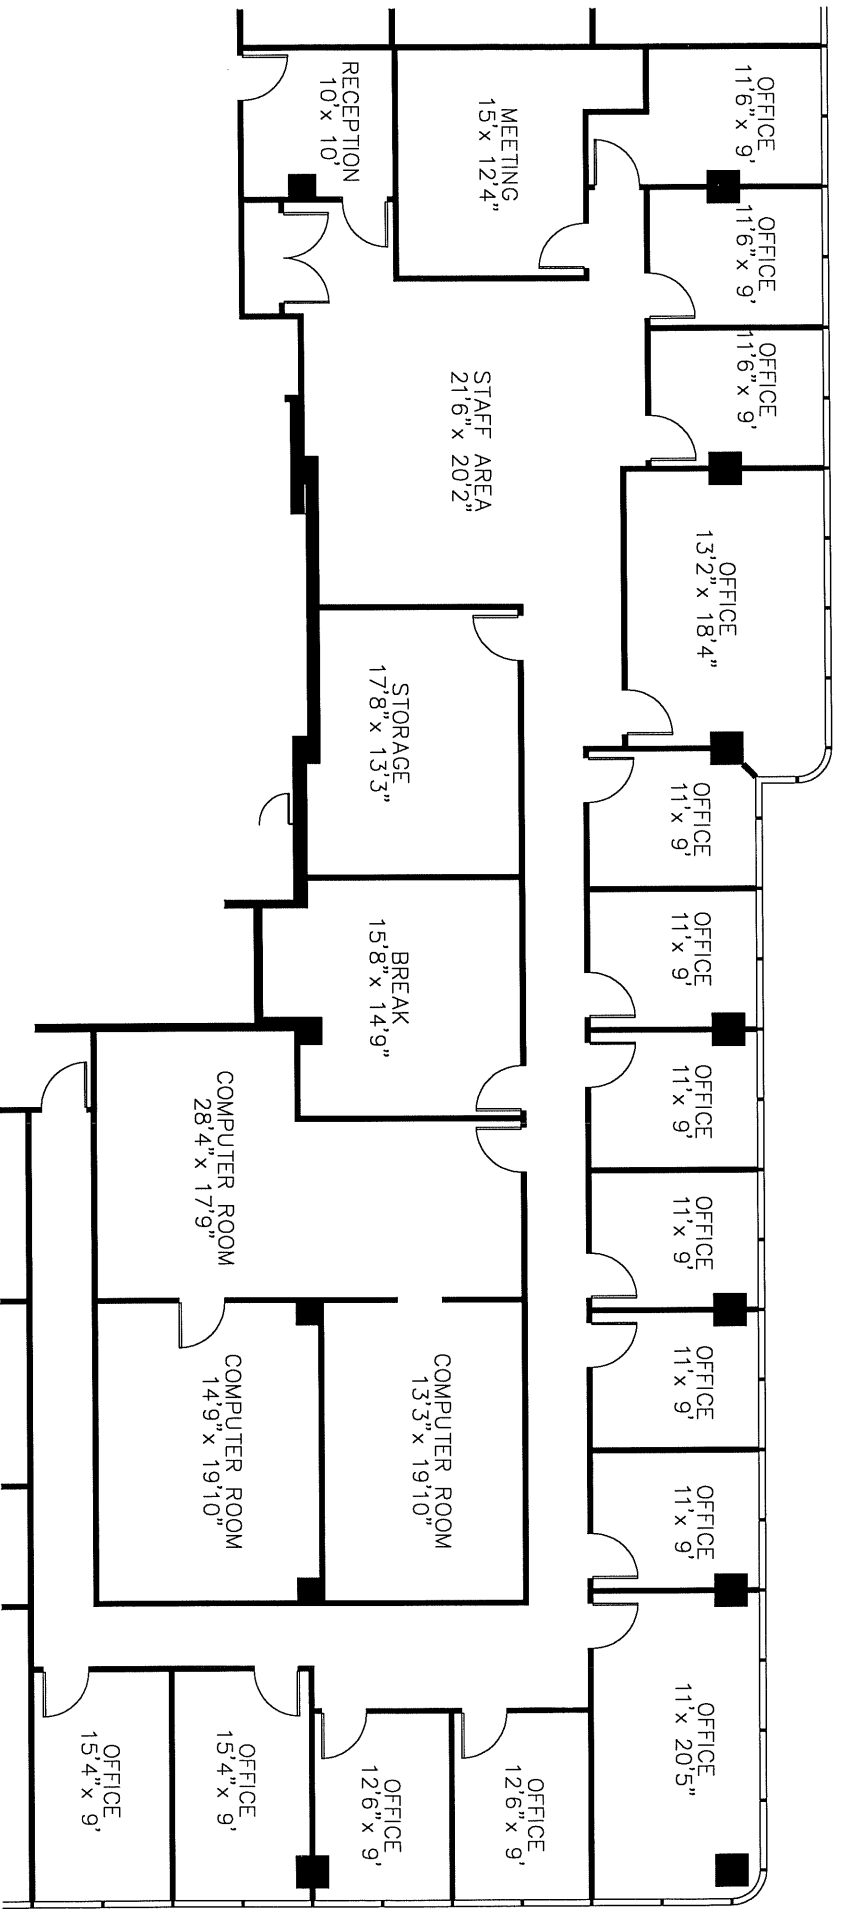 OFFICE
11'6"x 9'
RECEPTION
10'x 10'
MEETING
15'x 12'4"
OFFICE
11'6"x 9'
OFFICE
11'6"x 9'
STAFF AREA
21'6"x 20'2"
OFFICE
13'2"x 18'4"
STORAGE
17'8"x 13'3"
OFFICE
11'x 9'
BREAK
15'8"x 14'9"
OFFICE
11'x 9'
OFFICE
11'x 9'
COMPUTER ROOM
28'4"x 17'9"
OFFICE
11'x 9'
OFFICE
11'x 9'
COMPUTER ROOM
13'3"x 19'10"
COMPUTER ROOM
14'9"x 19'10"
OFFICE
11'x 9'
OFFICE
11'x 20'5"
OFFICE
12'6"x 9'
OFFICE
12'6"x 9'
OFFICE
15'4"x 9'
OFFICE
15'4"x 9'